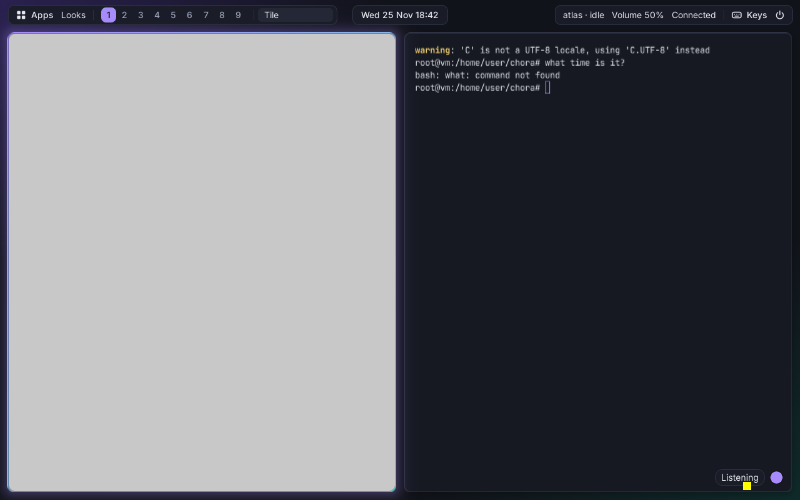 Apps Looks 1 2 3 4 5 6 7 8 9 Tile
Wed 25 Nov 18:42
atlas · idle Volume 50% Connected Keys
warning: 'C' is not a UTF-8 locale, using 'C.UTF-8' instead
root@vm:/home/user/chora# what time is it?
bash: what: command not found
root@vm:/home/user/chora#
Listening